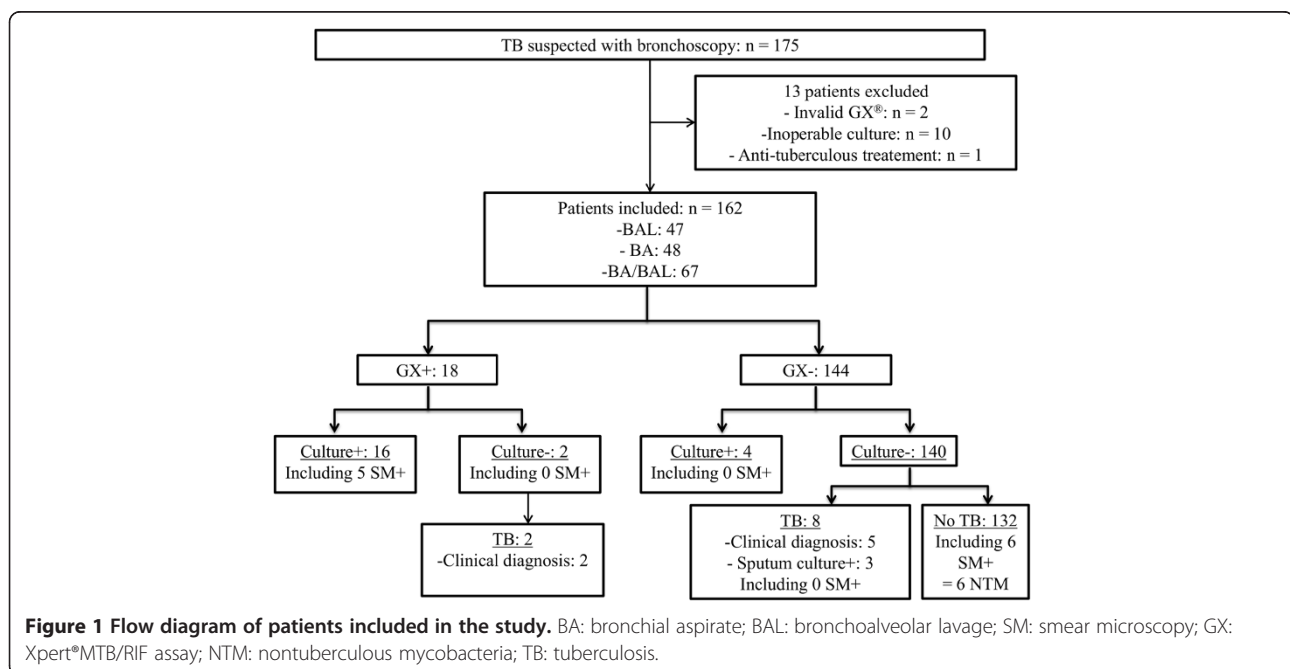 TB suspected with bronchoscopy: n = 175
13 patients excluded
- Invalid GX®: n = 2
-Inoperable culture: n = 10
- Anti-tuberculous treatement: n = 1
Patients included: n = 162
-BAL: 47
- BA: 48
-BA/BAL: 67
GX+: 18
GX-: 144
Culture+: 16
Including 5 SM+
Culture-: 2
Including 0 SM+
Culture+: 4
Including 0 SM+
Culture-: 140
TB: 2
-Clinical diagnosis: 2
TB: 8
-Clinical diagnosis: 5
- Sputum culture+: 3
Including 0 SM+
No TB: 132
Including 6
SM+
= 6 NTM
Figure 1 Flow diagram of patients included in the study. BA: bronchial aspirate; BAL: bronchoalveolar lavage; SM: smear microscopy; GX:
Xpert®MTB/RIF assay; NTM: nontuberculous mycobacteria; TB: tuberculosis.